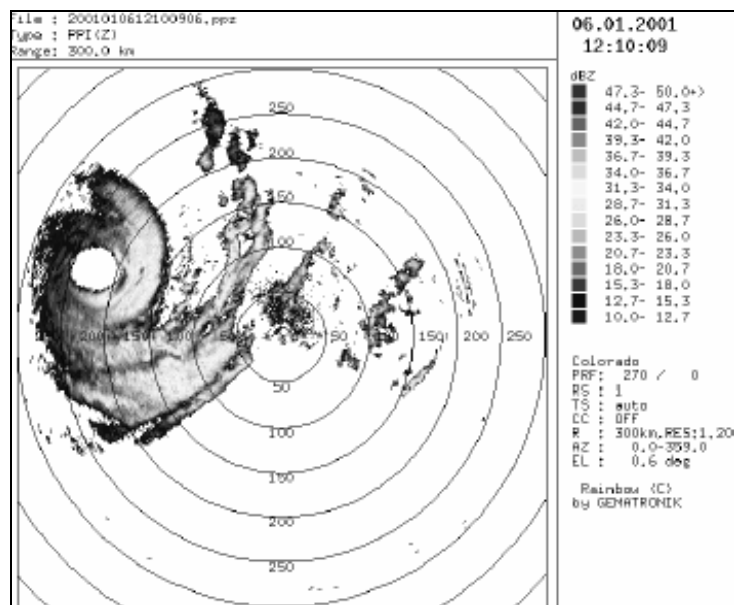 File : 2001010612100906.ppz
Type : PPI(Z)
Range: 300.0 km
06.01.2001
12:10:09
dBZ
47.3- 50.0+>
44.7- 47.3
42.0- 44.7
39.3- 42.0
36.7- 39.3
34.0- 36.7
31.3- 34.0
28.7- 31.3
26.0- 28.7
23.3- 26.0
20.7- 23.3
18.0- 20.7
15.3- 18.0
12.7- 15.3
10.0- 12.7
250
200
150
100
200 150 100 100 150 200 250
50
100
150
200
250
Colorado
PRF: 270 / 0
RS : 1
TS : auto
CC : OFF
R : 300km,RES:1,20
AZ : 0.0-359.0
EL : 0.6 deg
Rainbow (C)
by GEMATRONIK